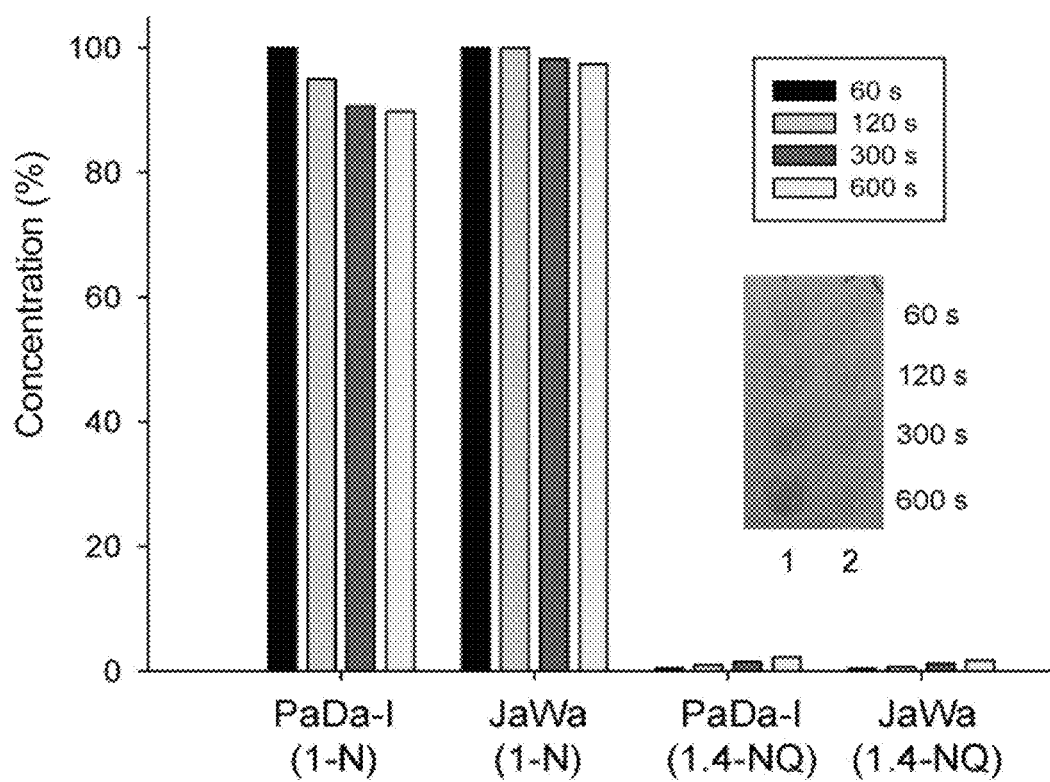 Concentration (%)
100
80
60
40
20
0
60 s
120 s
300 s
600 s
60 s
120 s
300 s
600 s
1 2
PaDa-I JaWa PaDa-I JaWa
(1-N) (1-N) (1.4-NQ) (1.4-NQ)